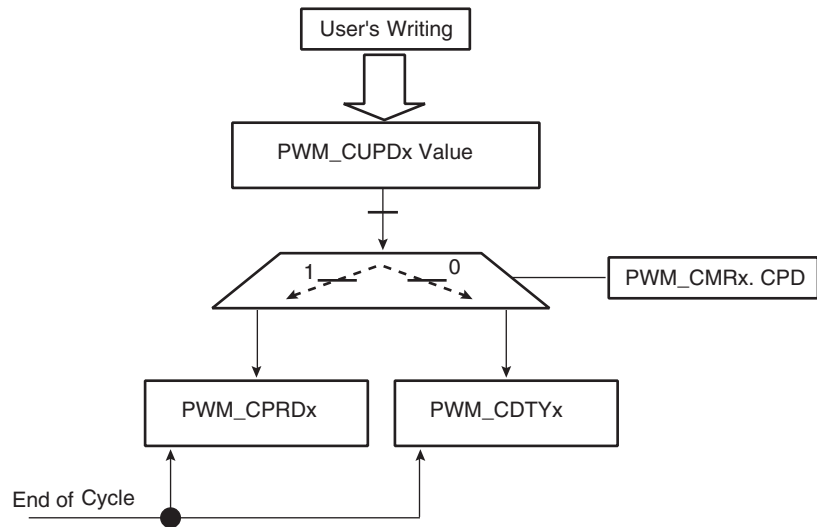 User's Writing
PWM_CUPDx Value
1
0
PWM_CMRx. CPD
PWM_CPRDx
PWM_CDTYx
End of Cycle